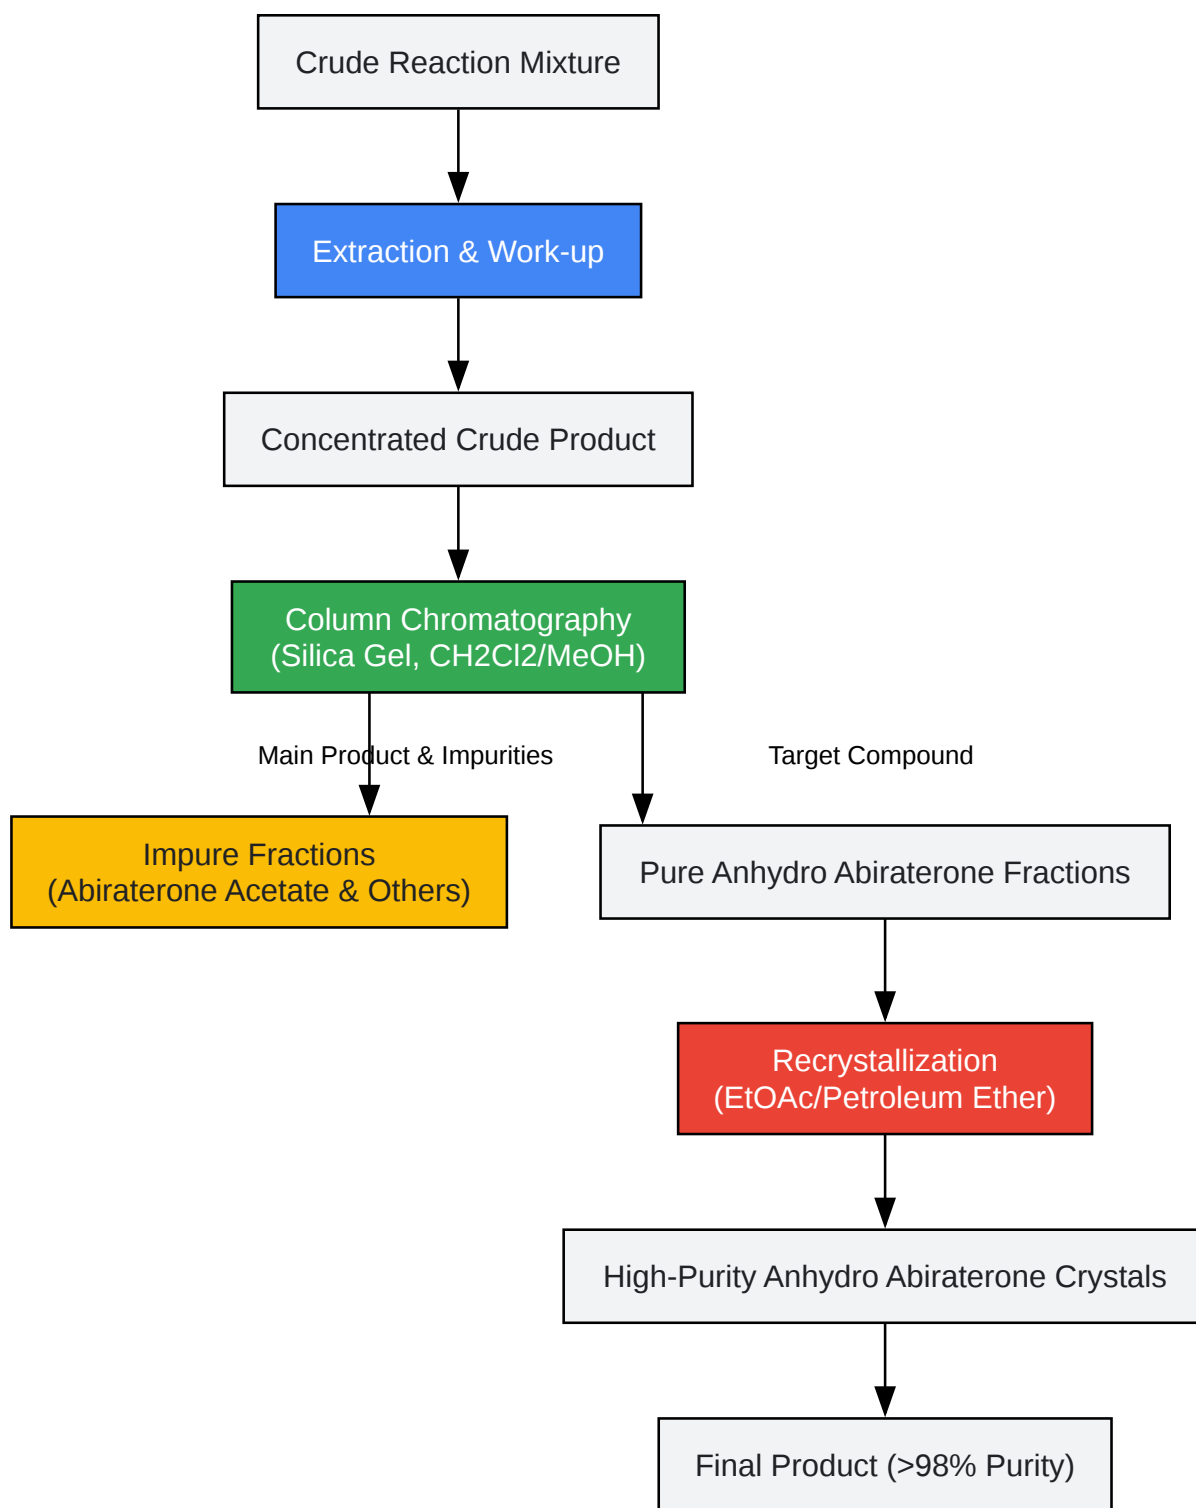 Crude Reaction Mixture
Extraction & Work-up
Concentrated Crude Product
Column Chromatography
(Silica Gel, CH2Cl2/MeOH)
Main Product & Impurities
Target Compound
Impure Fractions
(Abiraterone Acetate & Others)
Pure Anhydro Abiraterone Fractions
Recrystallization
(EtOAc/Petroleum Ether)
High-Purity Anhydro Abiraterone Crystals
Final Product (>98% Purity)